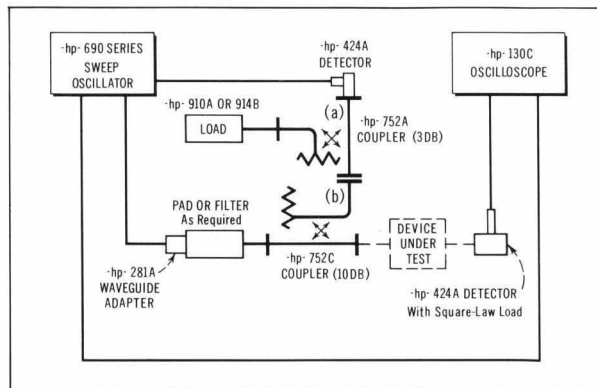 -hp- 690 SERIES
SWEEP
OSCILLATOR
-hp- 424A
DETECTOR
-hp- 130C
OSCILLOSCOPE
-hp- 910A OR 914B
LOAD
(a)
-hp- 752A
COUPLER (3DB)
(b)
PAD OR FILTER
As Required
DEVICE
UNDER
TEST
-hp- 281A
WAVEGUIDE
ADAPTER
-hp- 752C
COUPLER (10DB)
-hp- 424A DETECTOR
With Square-Law Load